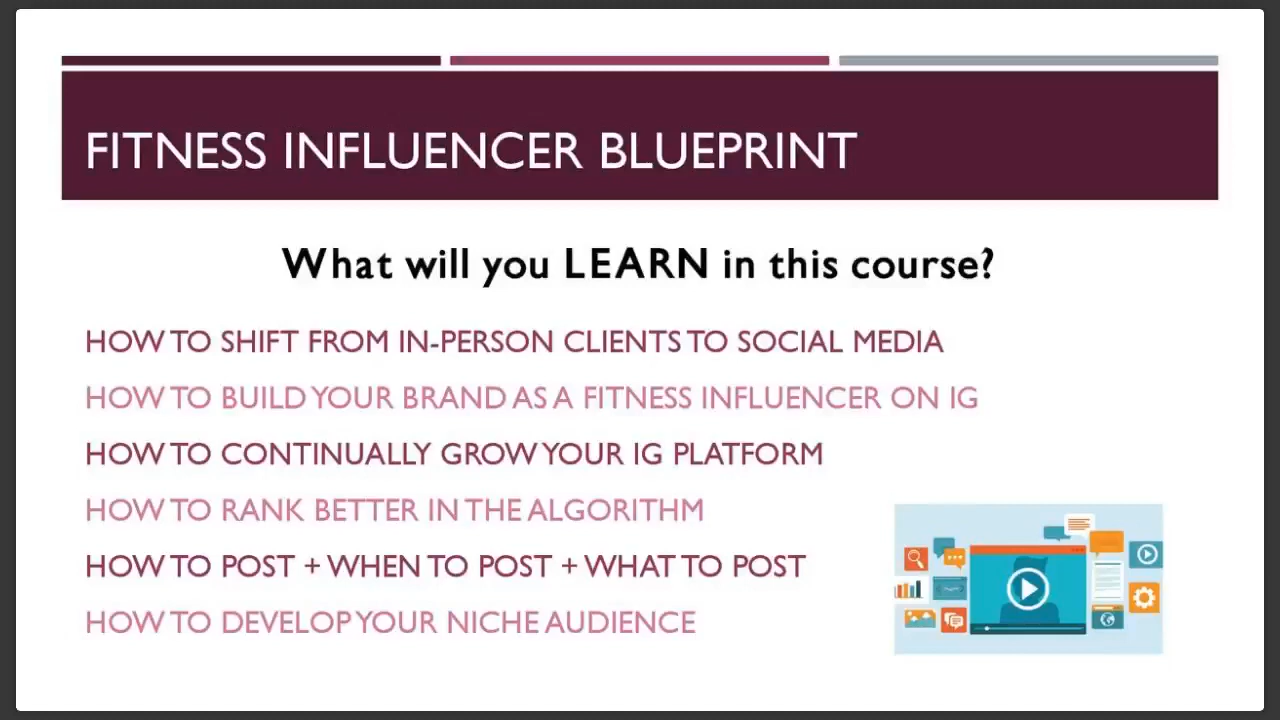 FITNESS INFLUENCER BLUEPRINT
What will you LEARN in this course?
HOW TO SHIFT FROM IN-PERSON CLIENTS TO SOCIAL MEDIA
HOW TO BUILD YOUR BRAND AS A FITNESS INFLUENCER ON IG
HOW TO CONTINUALLY GROW YOUR IG PLATFORM
HOW TO RANK BETTER IN THE ALGORITHM
HOW TO POST + WHEN TO POST + WHAT TO POST
HOW TO DEVELOP YOUR NICHE AUDIENCE